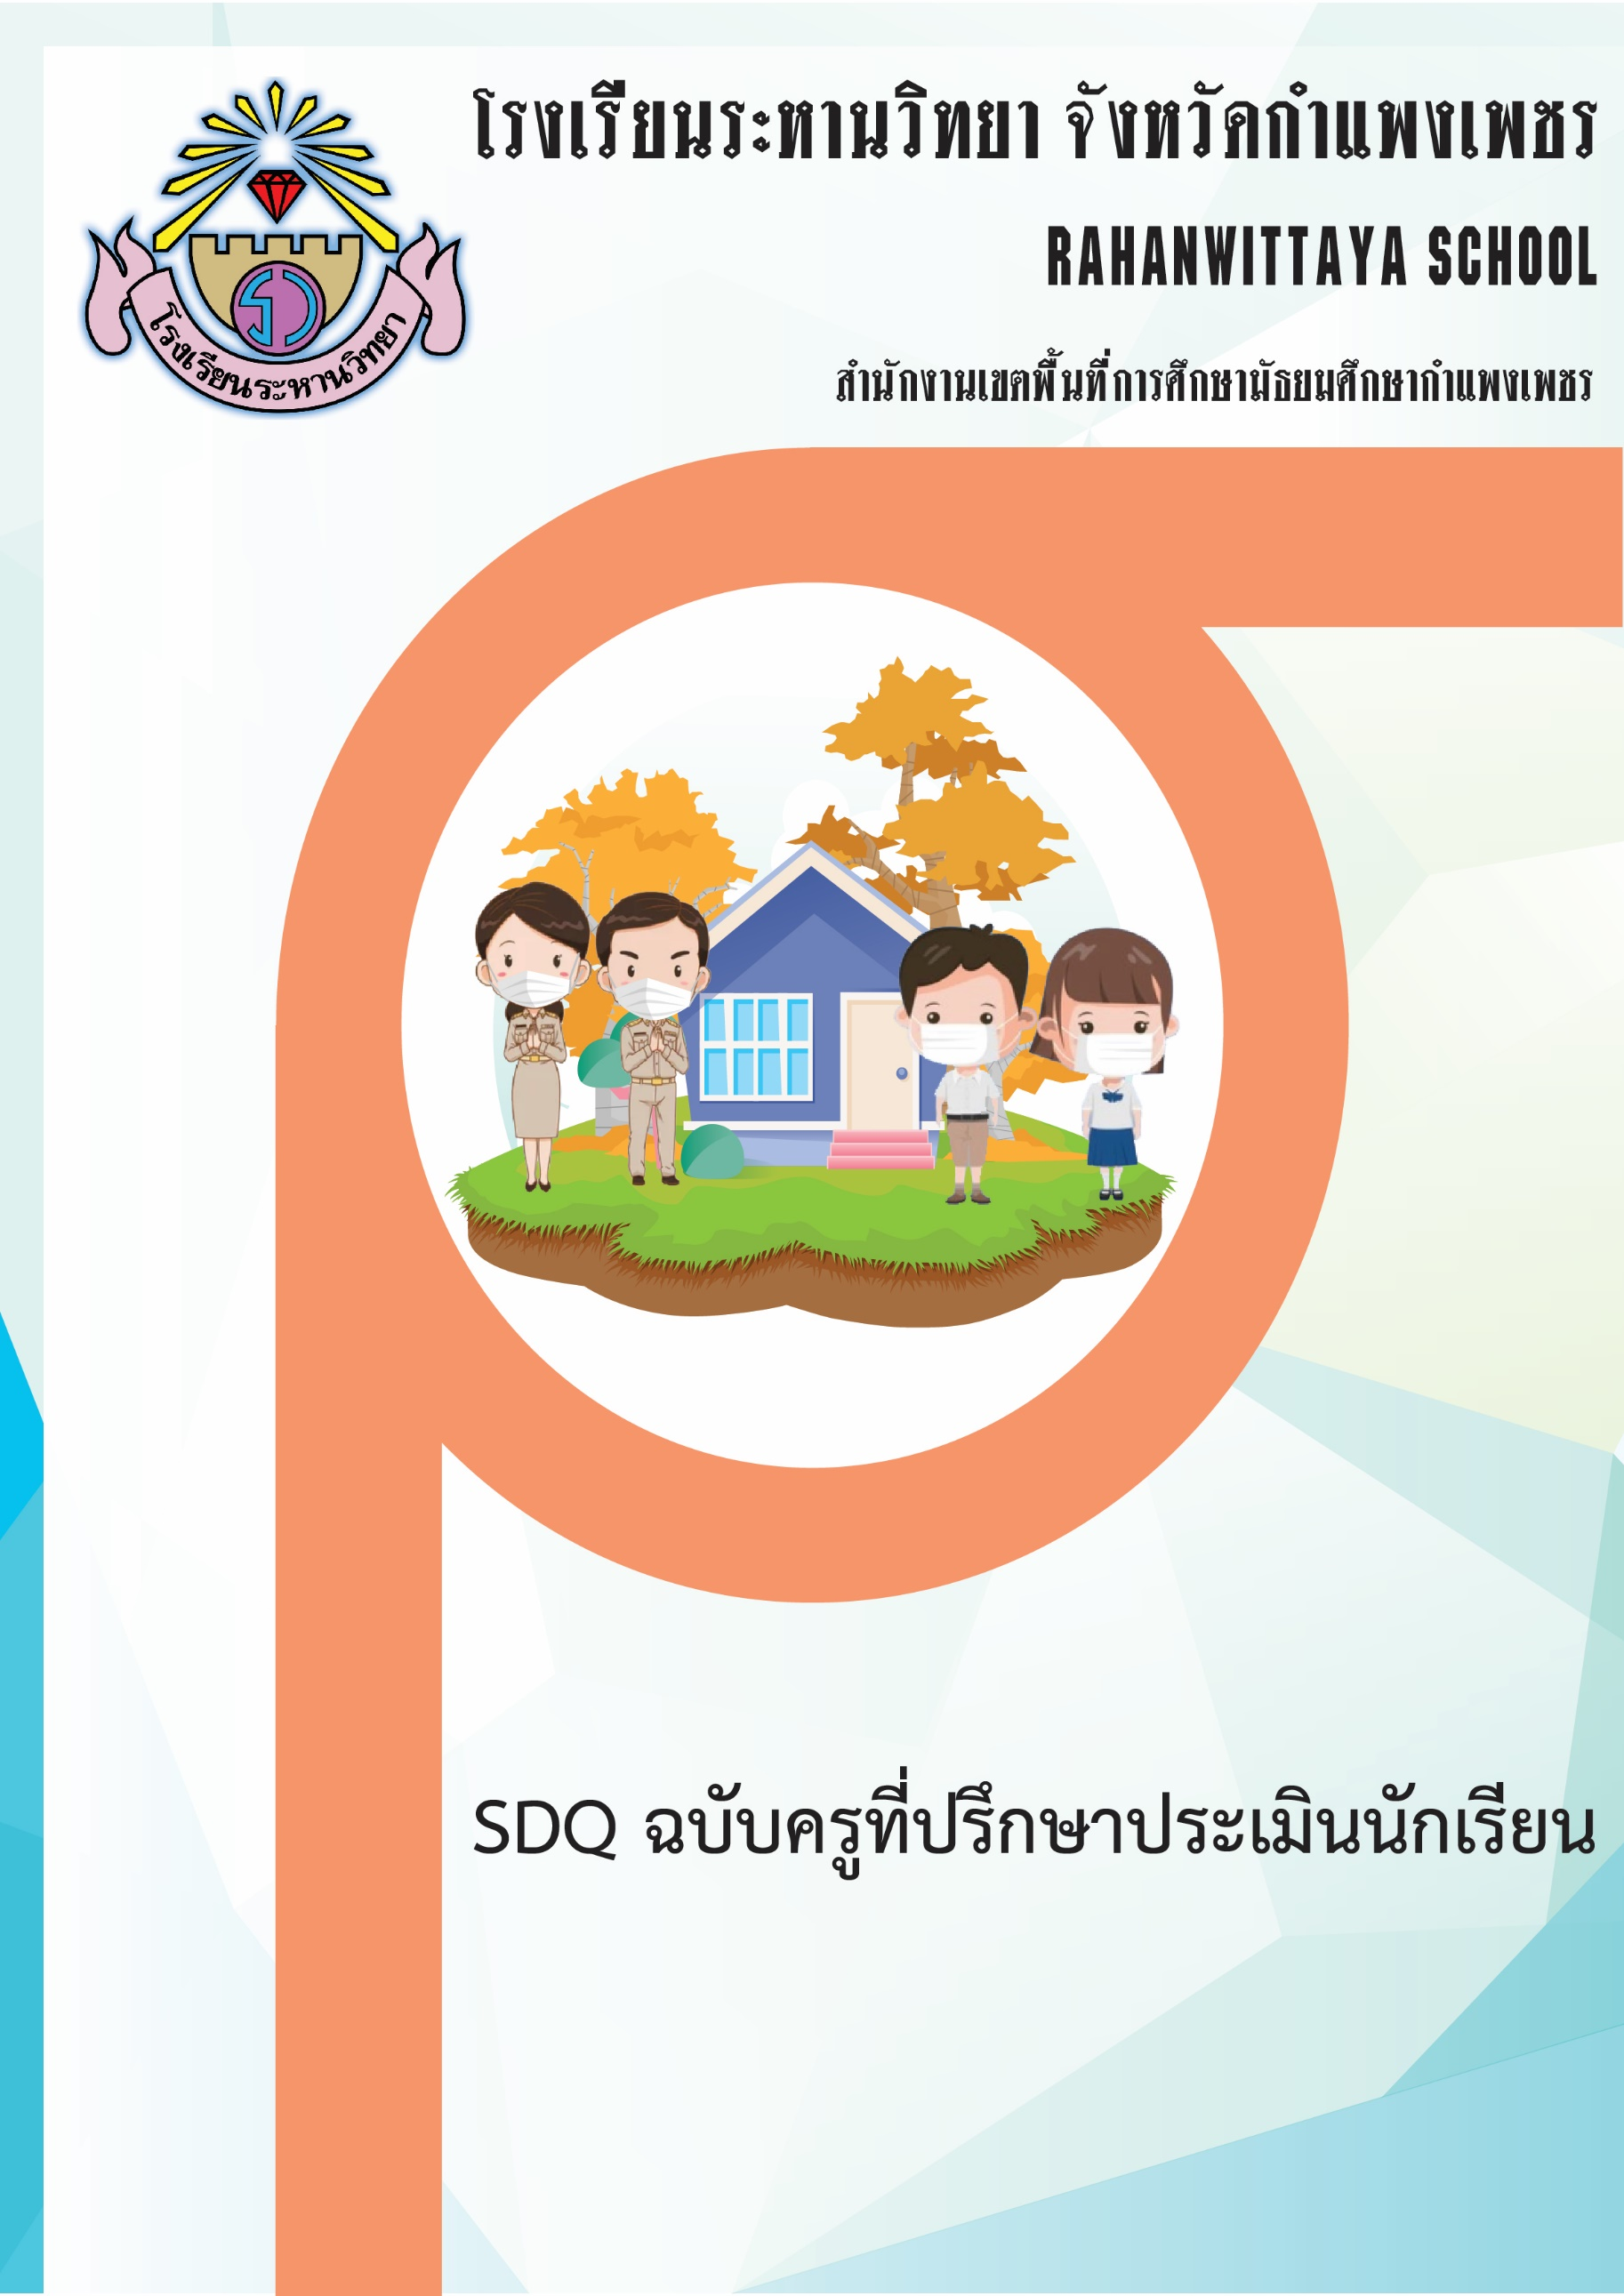 โรงเรียนระหานวิทยา จังหวัดกำแพงเพชร
RAHANWITTAYA SCHOOL
สำนักงานเขตพื้นที่การศึกษามัธยมศึกษากำแพงเพชร
โรงเรียนระหานวิทยา
SDQ ฉบับครูที่ปรึกษาประเมินนักเรียน